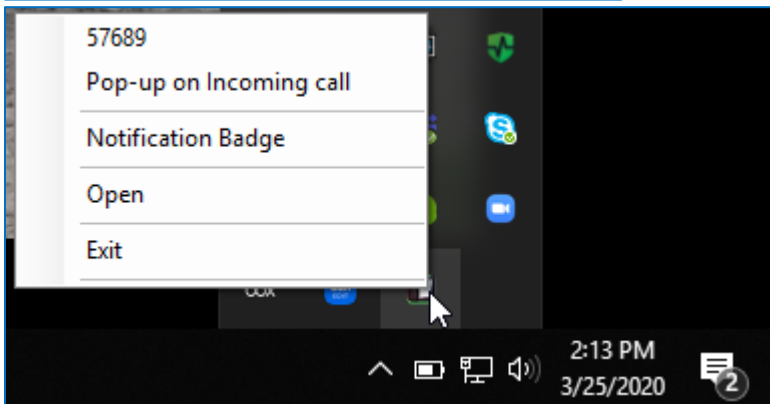 57689
Pop-up on Incoming call
Notification Badge
Open
Exit
2:13 PM
3/25/2020
2